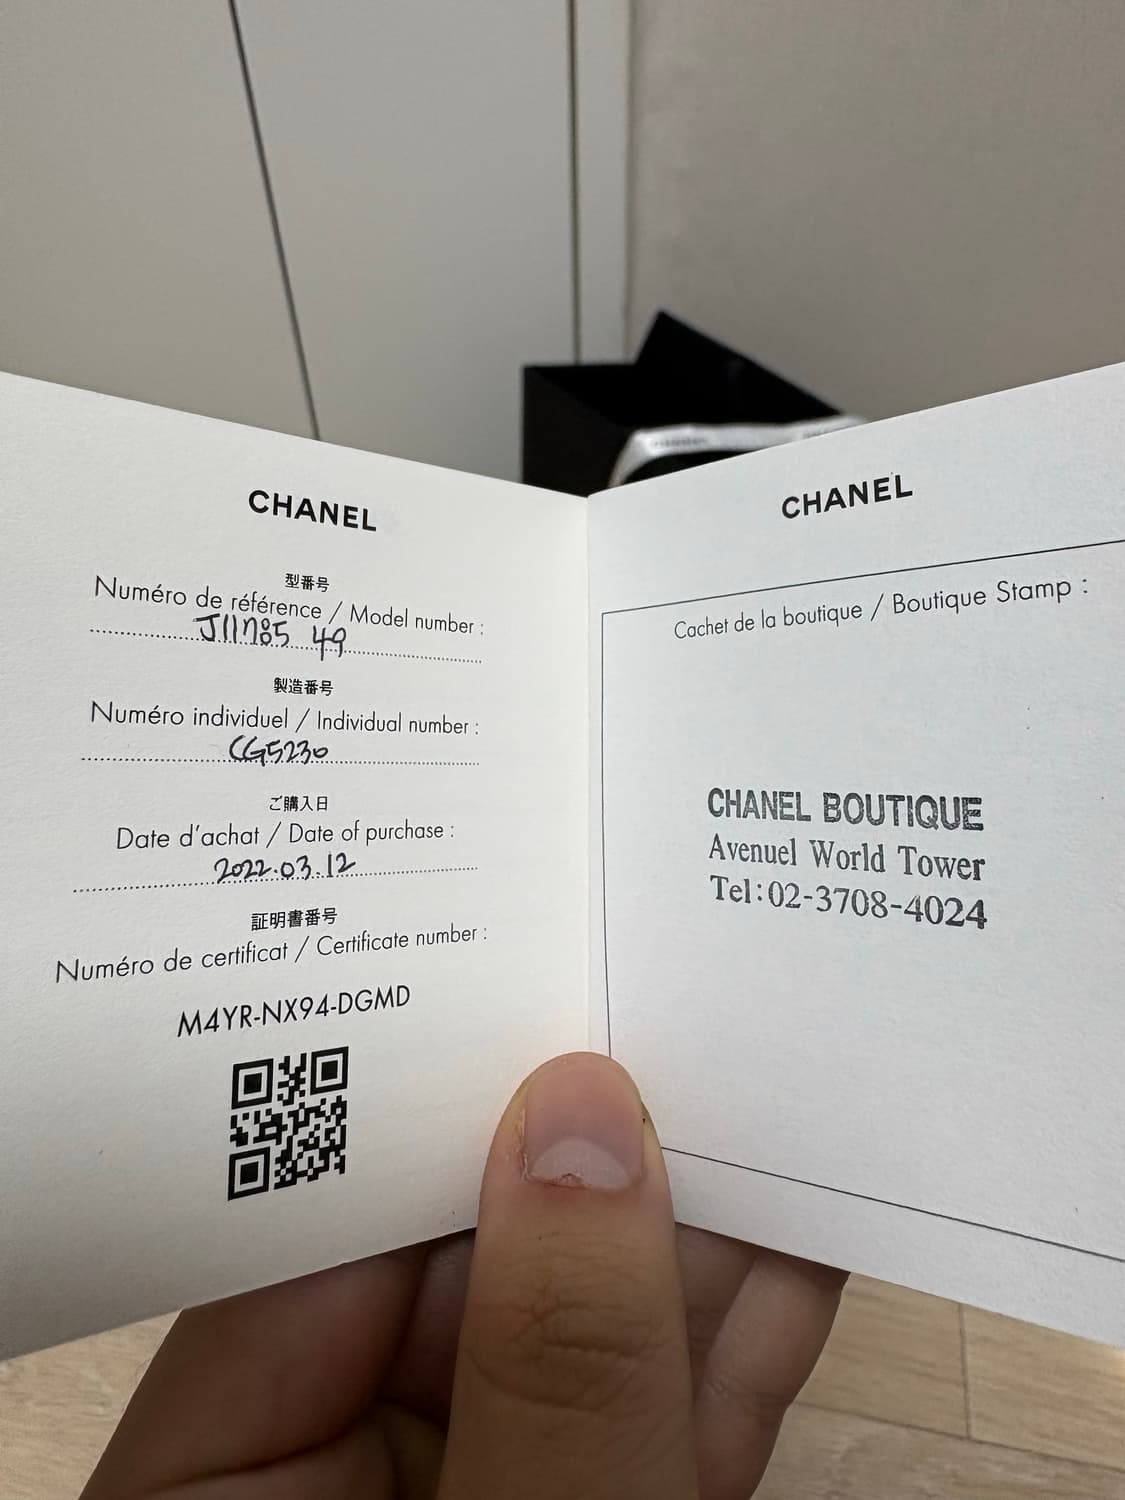 CHANEL
型番号
Numéro de référence / Model number :
J11785 49
製造番号
Numéro individuel / Individual number :
CG5230
ご購入日
Date d'achat / Date of purchase :
2022.03.12
証明書番号
Numéro de certificat / Certificate number :
M4YR-NX94-DGMD
CHANEL
Cachet de la boutique / Boutique Stamp :
CHANEL BOUTIQUE
Avenuel World Tower
Tel:02-3708-4024
CHANEL